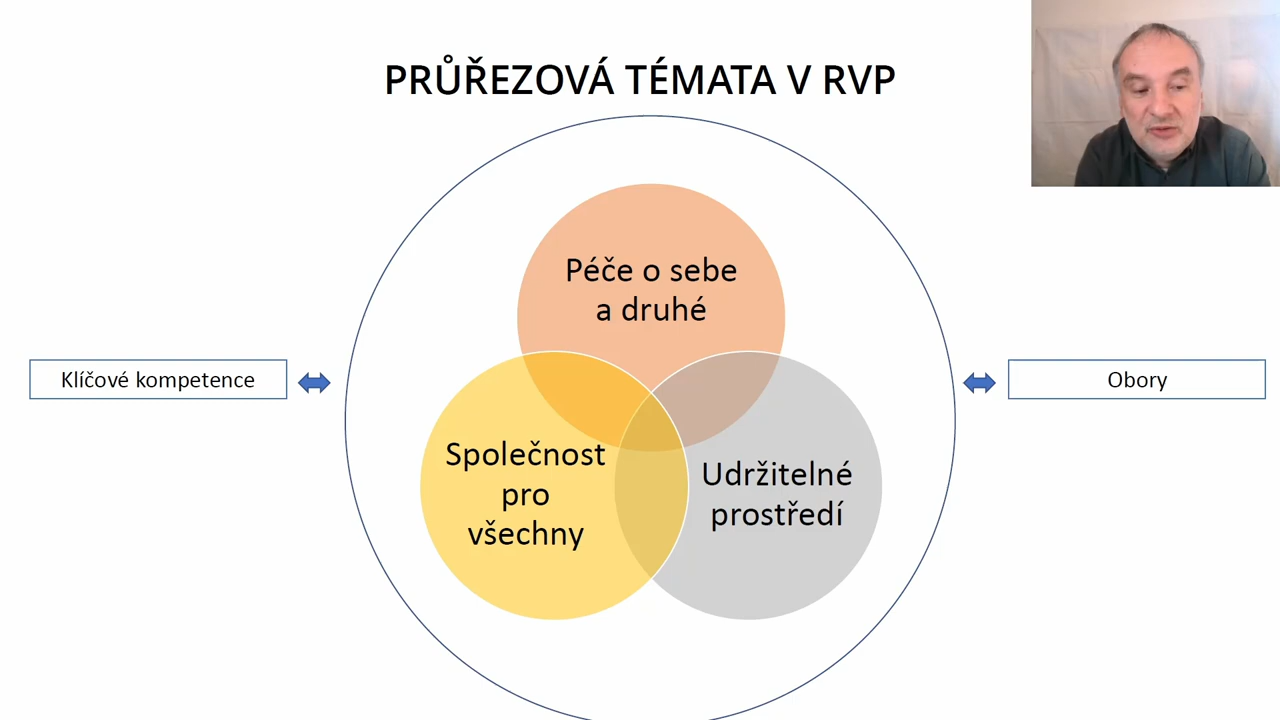 PRŮŘEZOVÁ TÉMATA V RVP
Péče o sebe
a druhé
Klíčové kompetence
Obory
Společnost
pro
všechny
Udržitelné
prostředí